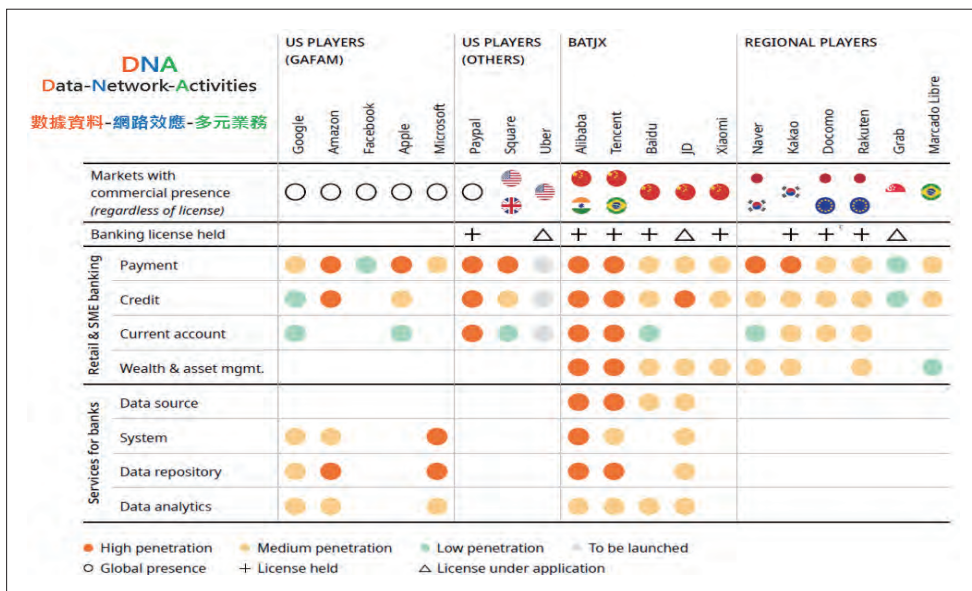 DNA
Data-Network-Activities
數據資料-網路效應-多元業務
US PLAYERS (GAFAM)
US PLAYERS (OTHERS)
BATJX
REGIONAL PLAYERS
Google
Amazon
Facebook
Apple
Microsoft
Paypal
Square
Uber
Alibaba
Tencent
Baidu
JD
Xiaomi
Naver
Kakao
Docomo
Rakuten
Grab
Marcado Libre
Markets with
commercial presence
(regardless of license)
Banking license held
Retail & SME banking
Payment
Credit
Current account
Wealth & asset mgmt.
Services for banks
Data source
System
Data repository
Data analytics
High penetration
Medium penetration
Low penetration
To be launched
Global presence
License held
License under application